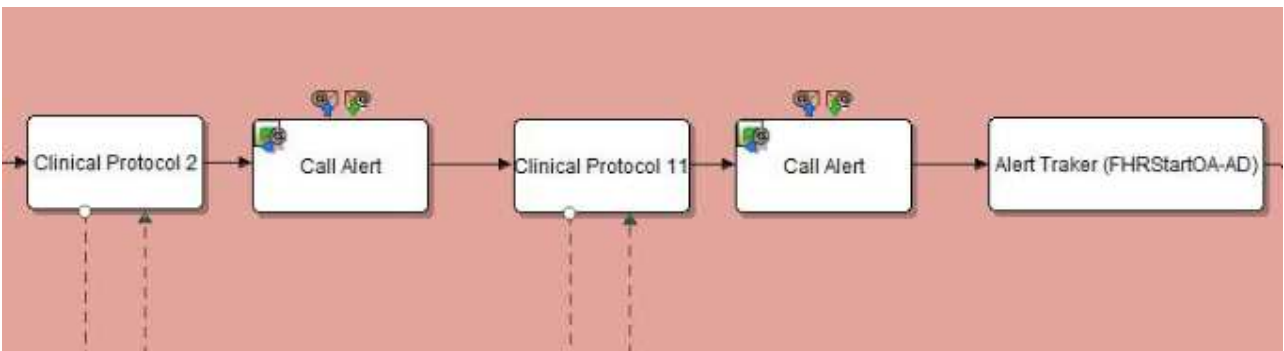 Clinical Protocol 2
Call Alert
Clinical Protocol 11
Call Alert
Alert Traker (FHRStartOA-AD)